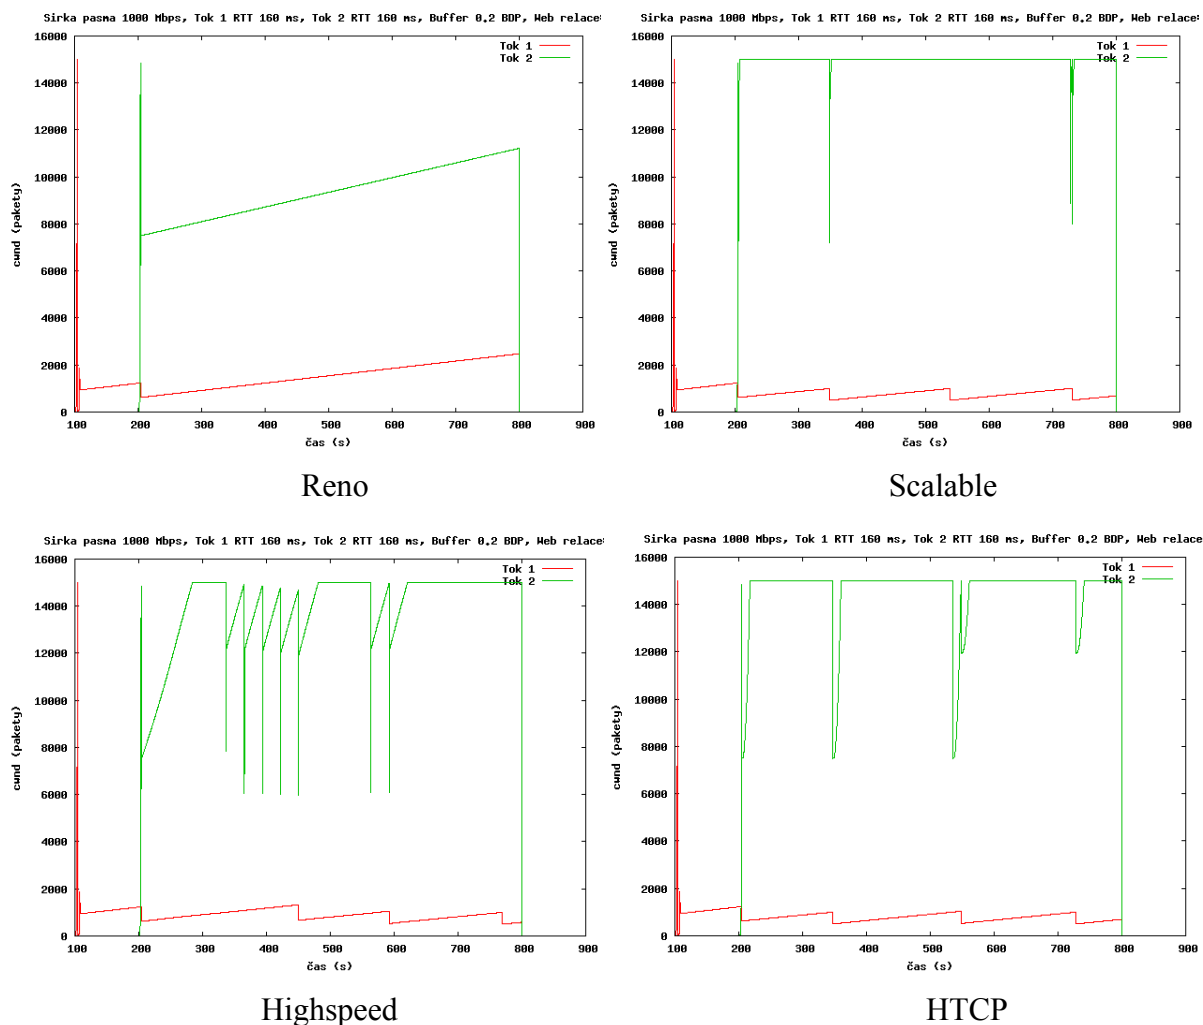 Sirka pasma 1000 Mbps, Tok 1 RTT 160 ms, Tok 2 RTT 160 ms, Buffer 0.2 BDP, Web relace
16000
14000
12000
10000
8000
6000
4000
2000
0
cwnd (pakety)
Tok 1
Tok 2
100 200 300 400 500 600 700 800 900
čas (s)
Reno
Sirka pasma 1000 Mbps, Tok 1 RTT 160 ms, Tok 2 RTT 160 ms, Buffer 0.2 BDP, Web relace
16000
14000
12000
10000
8000
6000
4000
2000
0
cwnd (pakety)
Tok 1
Tok 2
100 200 300 400 500 600 700 800 900
čas (s)
Scalable
Sirka pasma 1000 Mbps, Tok 1 RTT 160 ms, Tok 2 RTT 160 ms, Buffer 0.2 BDP, Web relace
16000
14000
12000
10000
8000
6000
4000
2000
0
cwnd (pakety)
Tok 1
Tok 2
100 200 300 400 500 600 700 800 900
čas (s)
Highspeed
Sirka pasma 1000 Mbps, Tok 1 RTT 160 ms, Tok 2 RTT 160 ms, Buffer 0.2 BDP, Web relace
16000
14000
12000
10000
8000
6000
4000
2000
0
cwnd (pakety)
Tok 1
Tok 2
100 200 300 400 500 600 700 800 900
čas (s)
HTCP